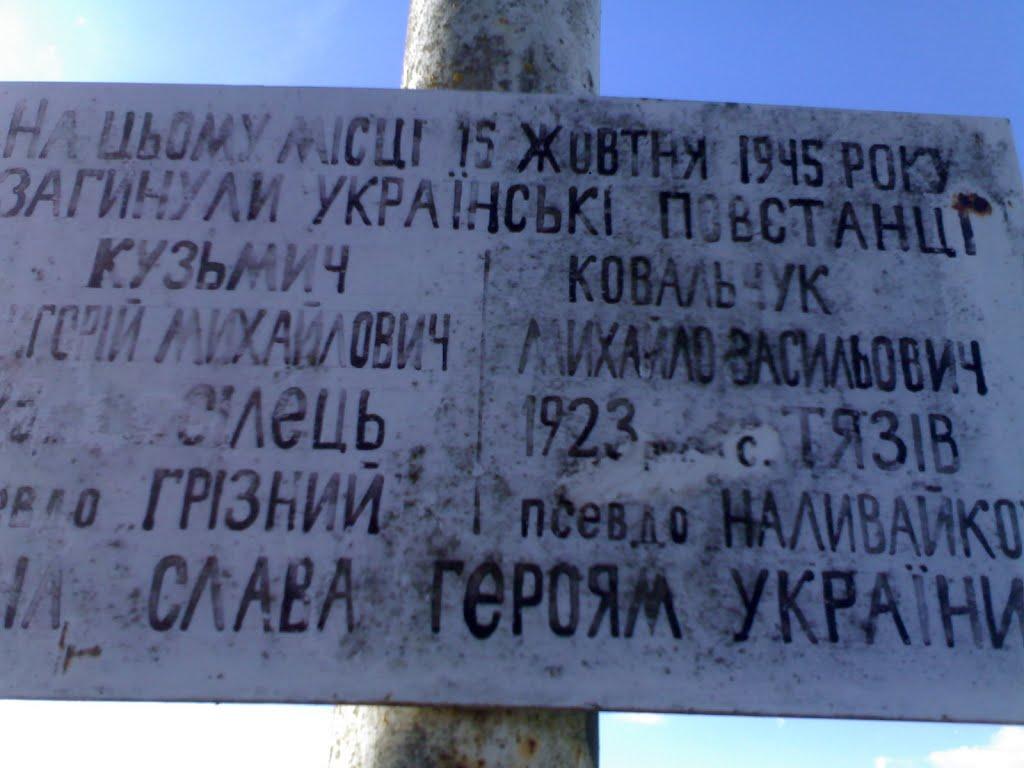 НА ЦЬОМУ МІСЦІ 15 ЖОВТНЯ 1945 РОКУ
ЗАГИНУЛИ УКРАЇНСЬКІ ПОВСТАНЦІ
КУЗЬМИЧ
МИХАЙЛОВИЧ
СІЛЕЦЬ
ГРІЗНИЙ
КОВАЛЬЧУК
МИХАЙЛО ВАСИЛЬОВИЧ
1923 с. ТЯЗІВ
псевдо НАЛИВАЙКО
СЛАВА ГЕРОЯМ УКРАЇНИ